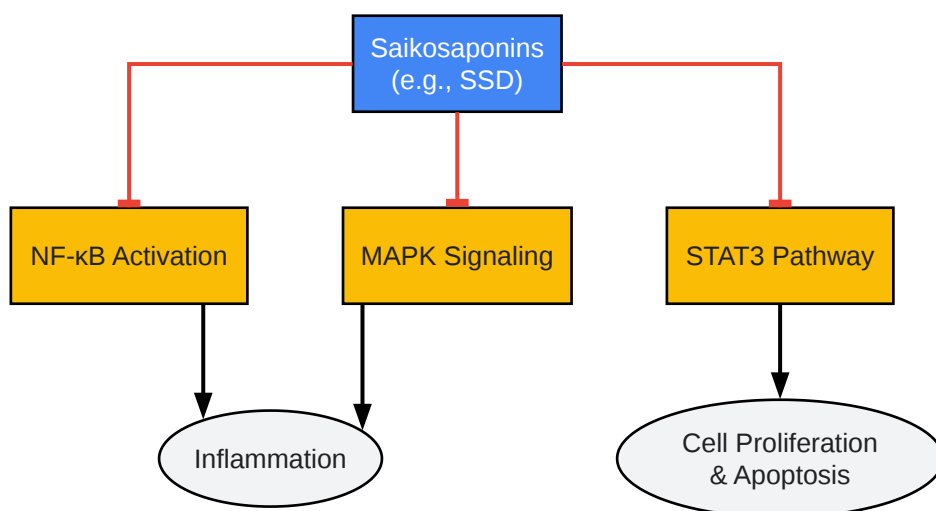 Saikosaponins
(e.g., SSD)
NF-κB Activation
MAPK Signaling
STAT3 Pathway
Inflammation
Cell Proliferation
& Apoptosis